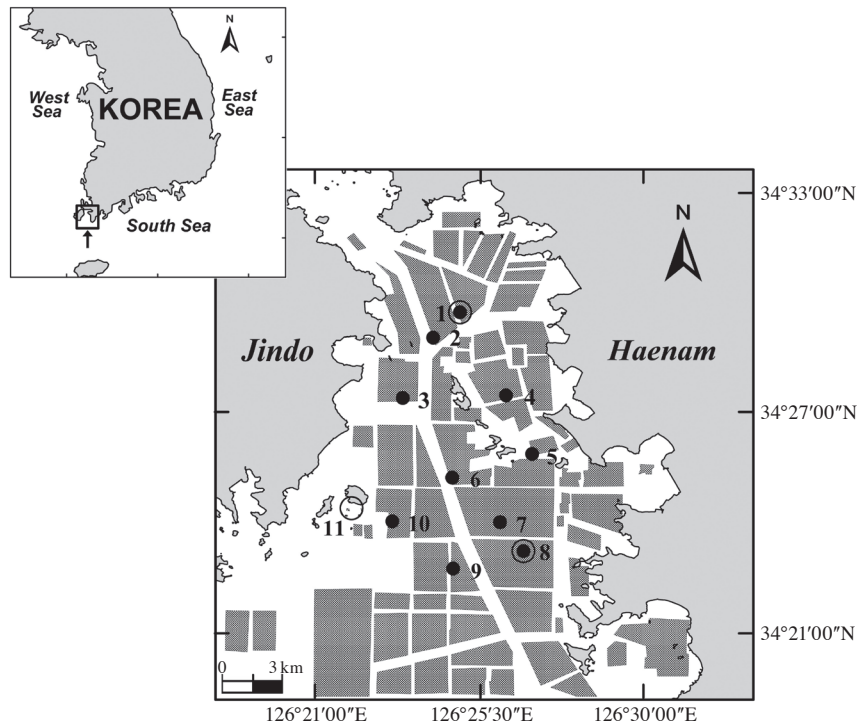 N
West
Sea
KOREA
East
Sea
South Sea
34°33′00″N
N
1
2
Jindo
Haenam
3
4
34°27′00″N
5
6
11
10
7
8
9
34°21′00″N
0 3 km
126°21′00″E 126°25′30″E 126°30′00″E